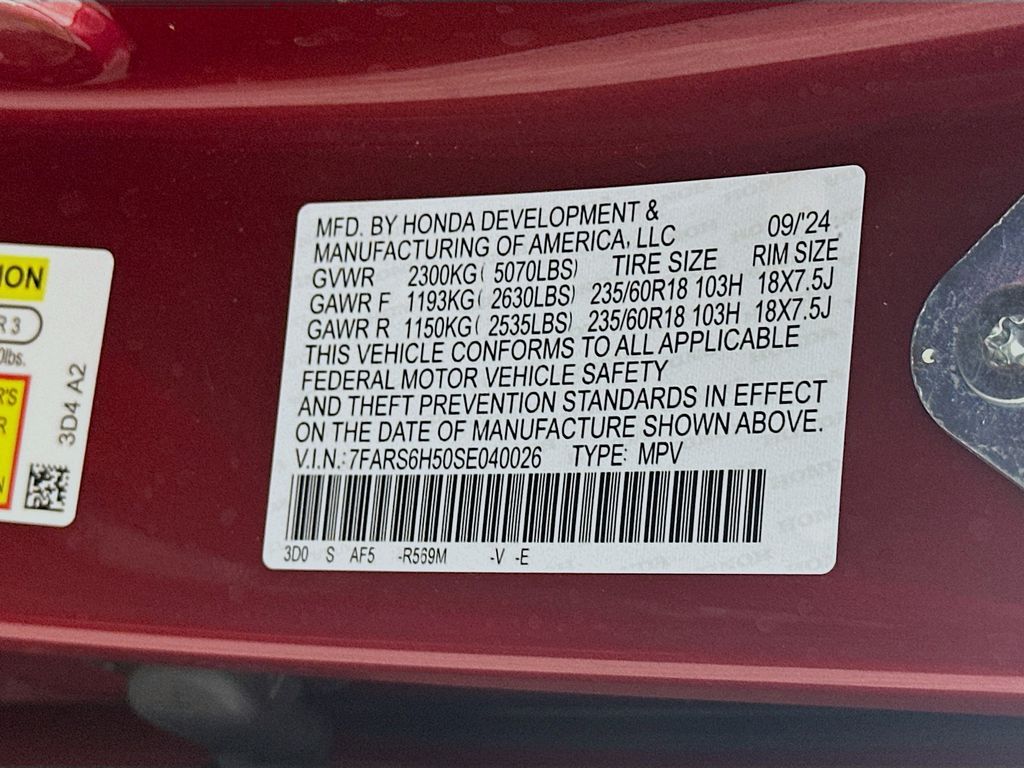 MFD. BY HONDA DEVELOPMENT &
MANUFACTURING OF AMERICA, LLC 09/'24
GVWR 2300KG( 5070LBS) TIRE SIZE RIM SIZE
GAWR F 1193KG( 2630LBS) 235/60R18 103H 18X7.5J
GAWR R 1150KG( 2535LBS) 235/60R18 103H 18X7.5J
THIS VEHICLE CONFORMS TO ALL APPLICABLE
FEDERAL MOTOR VEHICLE SAFETY
AND THEFT PREVENTION STANDARDS IN EFFECT
ON THE DATE OF MANUFACTURE SHOWN ABOVE.
V.I.N.:7FARS6H50SE040026 TYPE: MPV
3D0 S AF5 -R569M -V -E
ION
R 3
0lbs.
R'S
R
N
3D4 A2